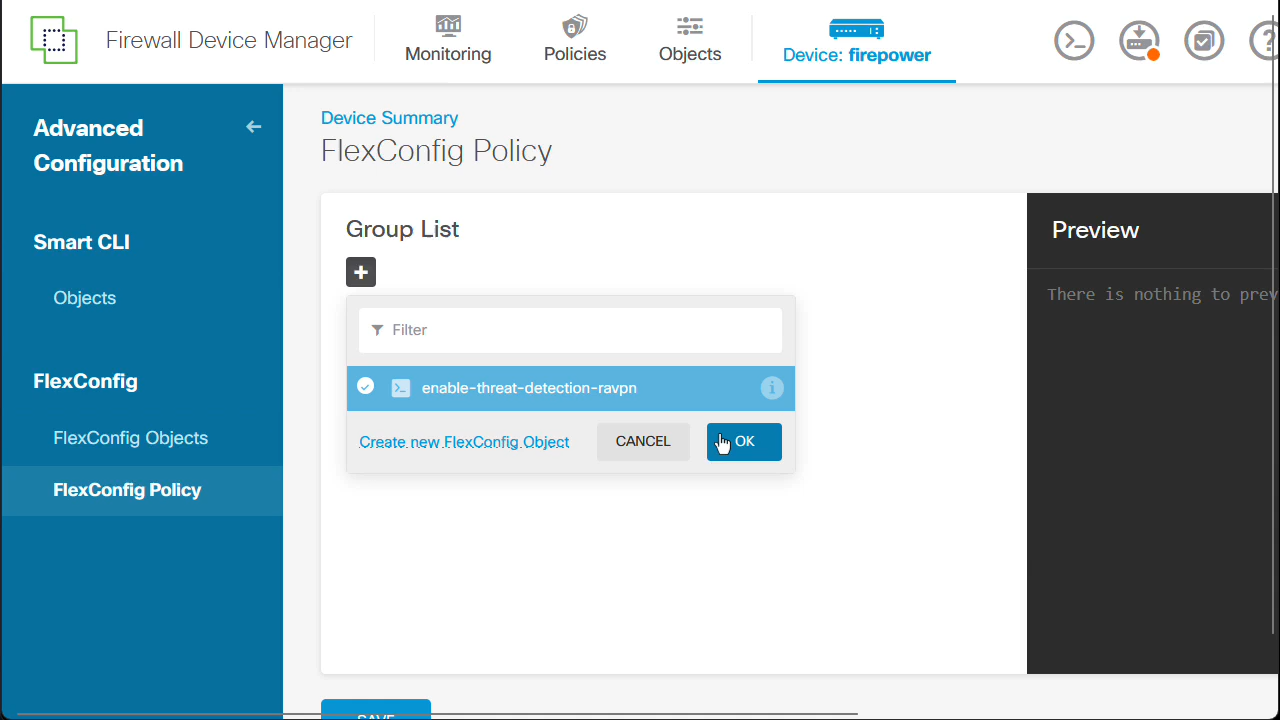 Firewall Device Manager
Monitoring
Policies
Objects
Device: firepower
?
Advanced
Configuration
Smart CLI
Objects
FlexConfig
FlexConfig Objects
FlexConfig Policy
Device Summary
FlexConfig Policy
Group List
Filter
enable-threat-detection-ravpn
Create new FlexConfig Object
CANCEL
OK
SAVE
Preview
There is nothing to prev